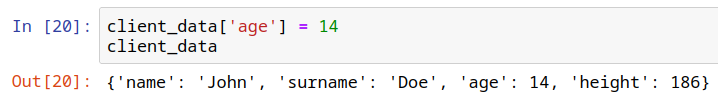 In [20]: client_data['age'] = 14
client_data
Out[20]: {'name': 'John', 'surname': 'Doe', 'age': 14, 'height': 186}